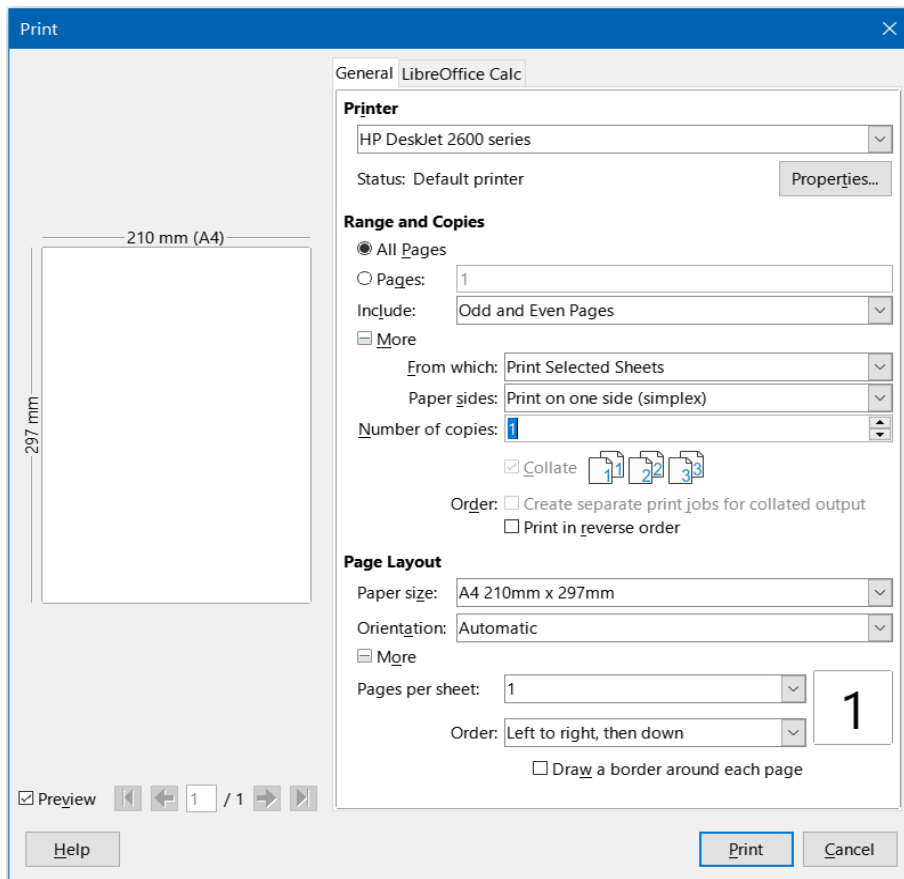 Print
General LibreOffice Calc
Printer
HP DeskJet 2600 series
Status: Default printer Properties...
Range and Copies
All Pages
Pages: 1
Include: Odd and Even Pages
More
From which: Print Selected Sheets
Paper sides: Print on one side (simplex)
Number of copies: 1
Collate 1 1 2 2 3 3
Order: Create separate print jobs for collated output
Print in reverse order
Page Layout
Paper size: A4 210mm x 297mm
Orientation: Automatic
More
Pages per sheet: 1
1
Order: Left to right, then down
Draw a border around each page
210 mm (A4)
297 mm
Preview 1 / 1
Help Print Cancel